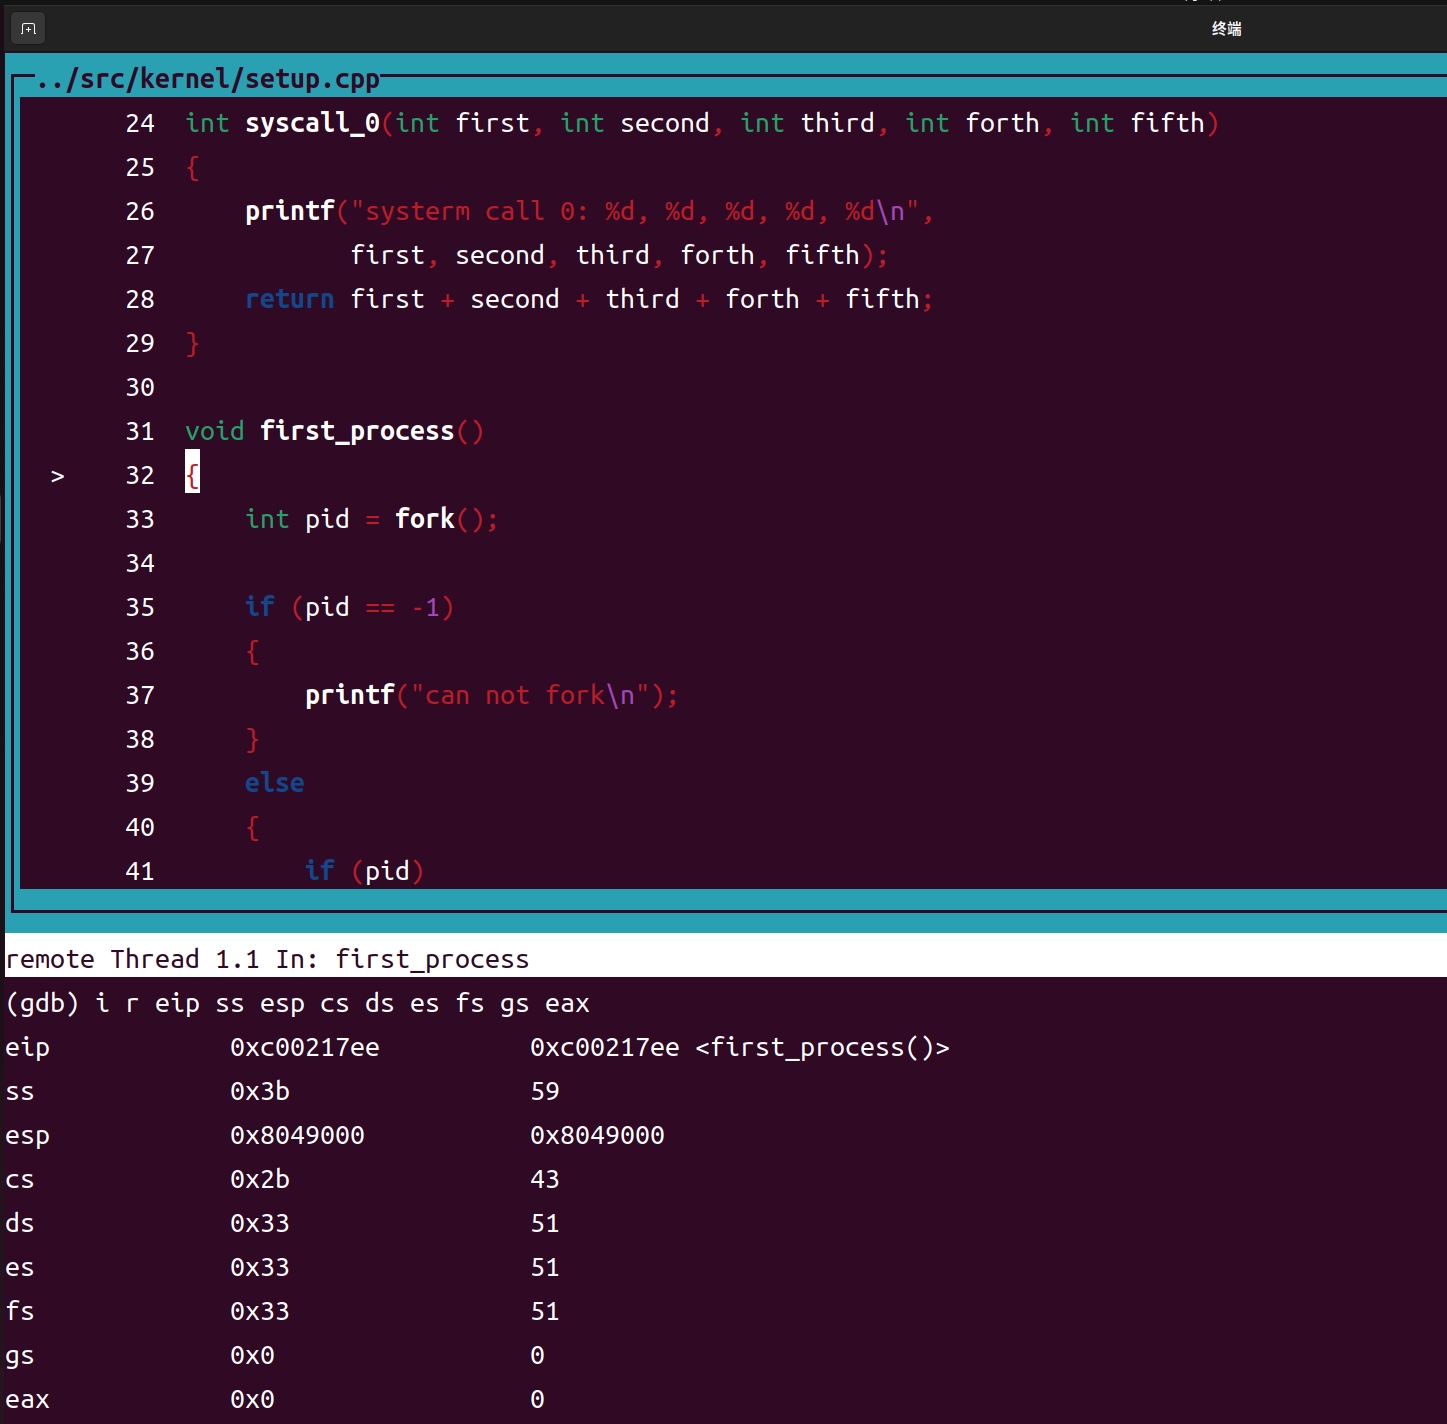 终端
../src/kernel/setup.cpp
24 int syscall_0(int first, int second, int third, int forth, int fifth)
25 {
26     printf("systerm call 0: %d, %d, %d, %d, %d\n",
27            first, second, third, forth, fifth);
28     return first + second + third + forth + fifth;
29 }
30
31 void first_process()
> 32 {
33     int pid = fork();
34
35     if (pid == -1)
36     {
37         printf("can not fork\n");
38     }
39     else
40     {
41         if (pid)
remote Thread 1.1 In: first_process
(gdb) i r eip ss esp cs ds es fs gs eax
eip 0xc00217ee 0xc00217ee <first_process()>
ss 0x3b 59
esp 0x8049000 0x8049000
cs 0x2b 43
ds 0x33 51
es 0x33 51
fs 0x33 51
gs 0x0 0
eax 0x0 0